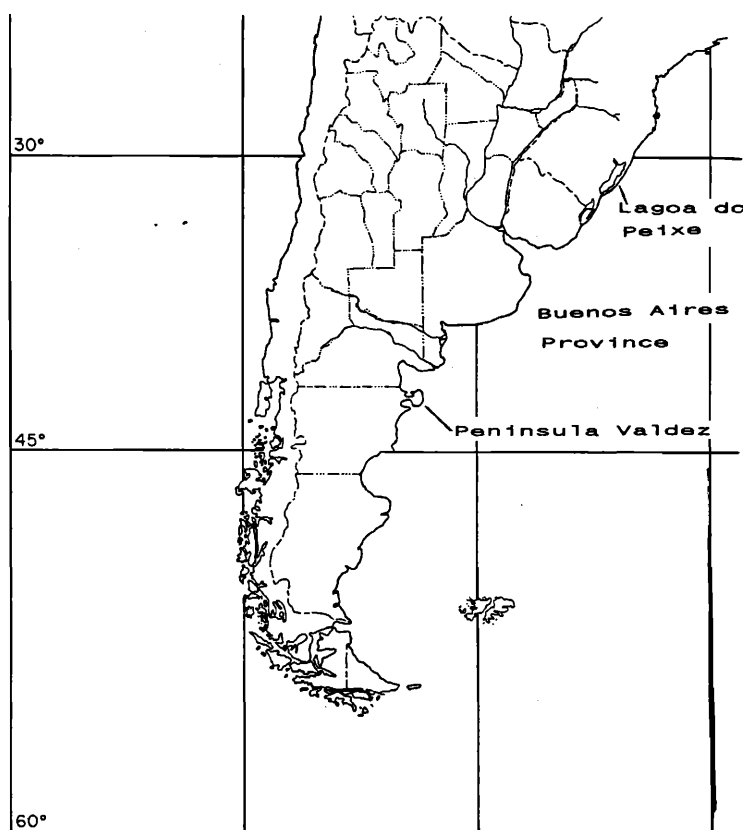 30°
Lagoa do
Peixe
Buenos Aires
Province
Peninsula Valdez
45°
60°